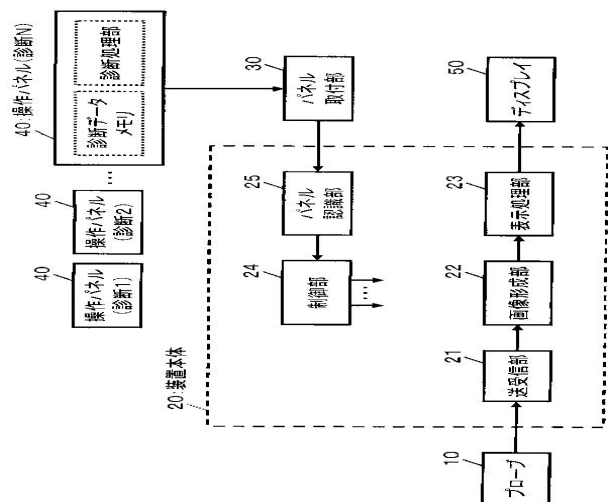 40:操作パネル(診断N)
診断データ
メモリ
診断処理部
…
40
操作パネル
(診断2)
40
操作パネル
(診断1)
30
パネル
取付部
50
ディスプレイ
20:装置本体
25
パネル
認識部
24
制御部
…
23
表示処理部
22
画像形成部
21
送受信部
10
プローブ